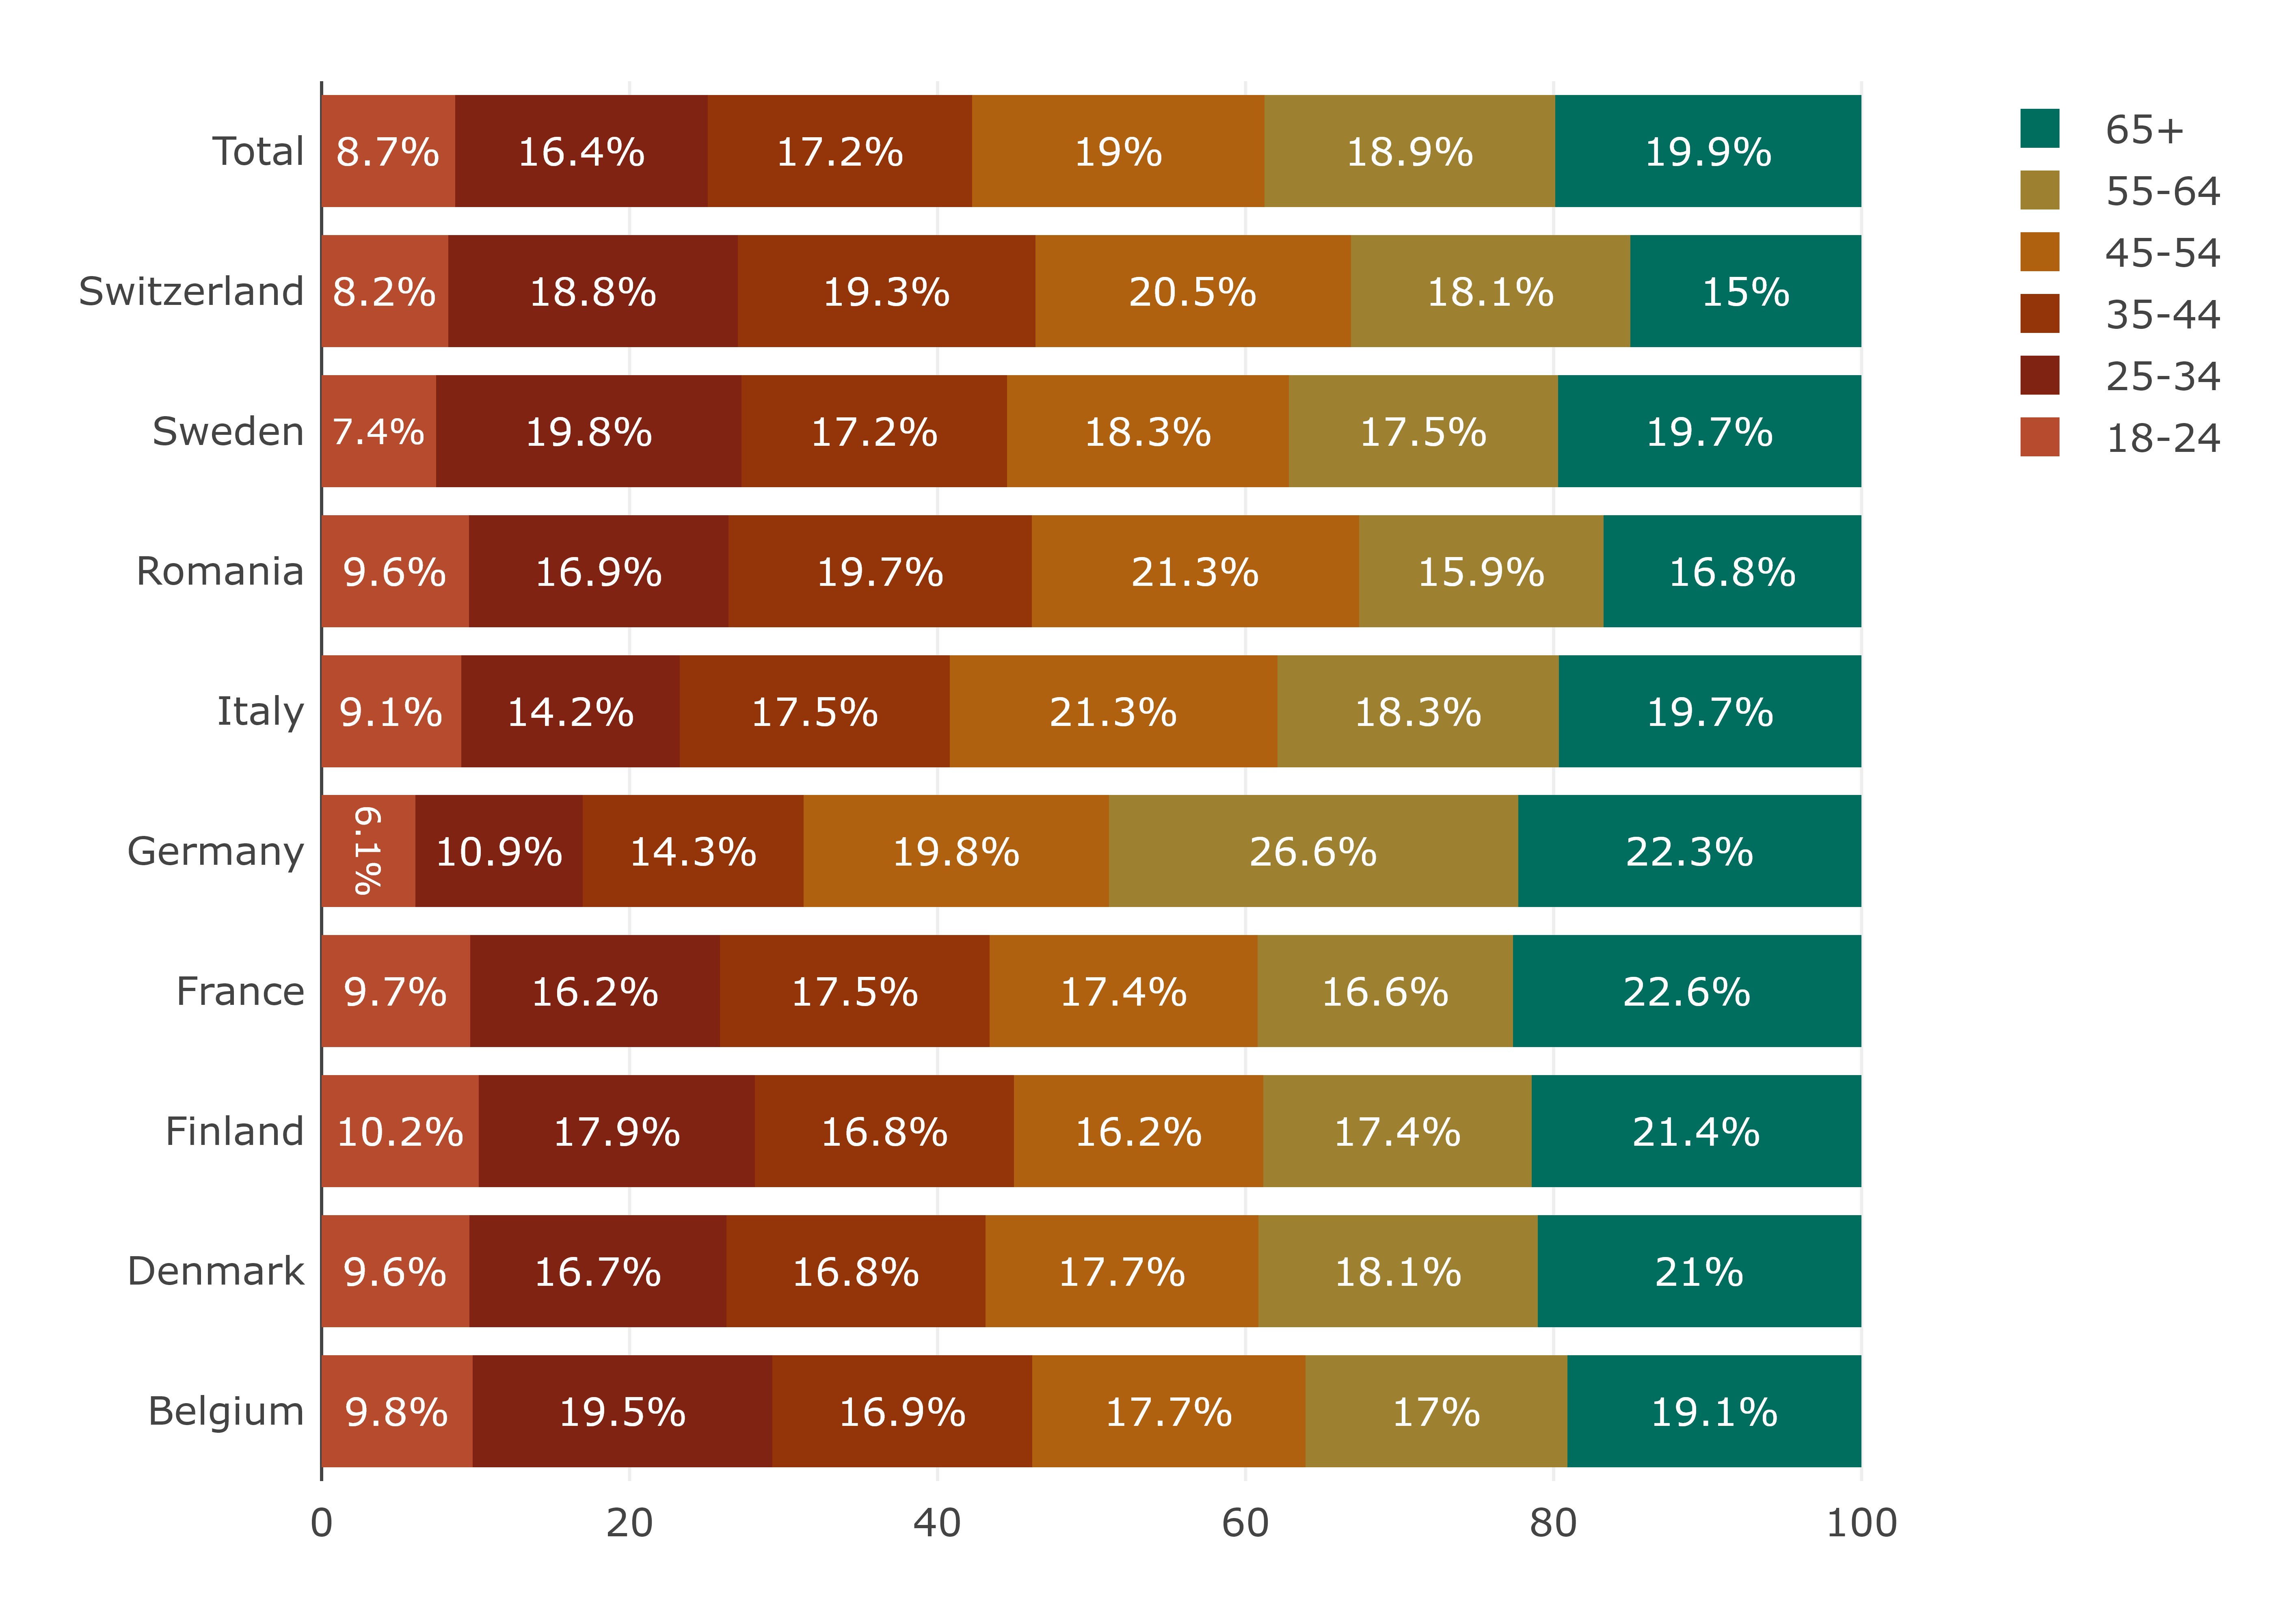 Total 8.7% 16.4% 17.2% 19% 18.9% 19.9%
Switzerland 8.2% 18.8% 19.3% 20.5% 18.1% 15%
Sweden 7.4% 19.8% 17.2% 18.3% 17.5% 19.7%
Romania 9.6% 16.9% 19.7% 21.3% 15.9% 16.8%
Italy 9.1% 14.2% 17.5% 21.3% 18.3% 19.7%
Germany 6.1% 10.9% 14.3% 19.8% 26.6% 22.3%
France 9.7% 16.2% 17.5% 17.4% 16.6% 22.6%
Finland 10.2% 17.9% 16.8% 16.2% 17.4% 21.4%
Denmark 9.6% 16.7% 16.8% 17.7% 18.1% 21%
Belgium 9.8% 19.5% 16.9% 17.7% 17% 19.1%
0 20 40 60 80 100
65+
55-64
45-54
35-44
25-34
18-24